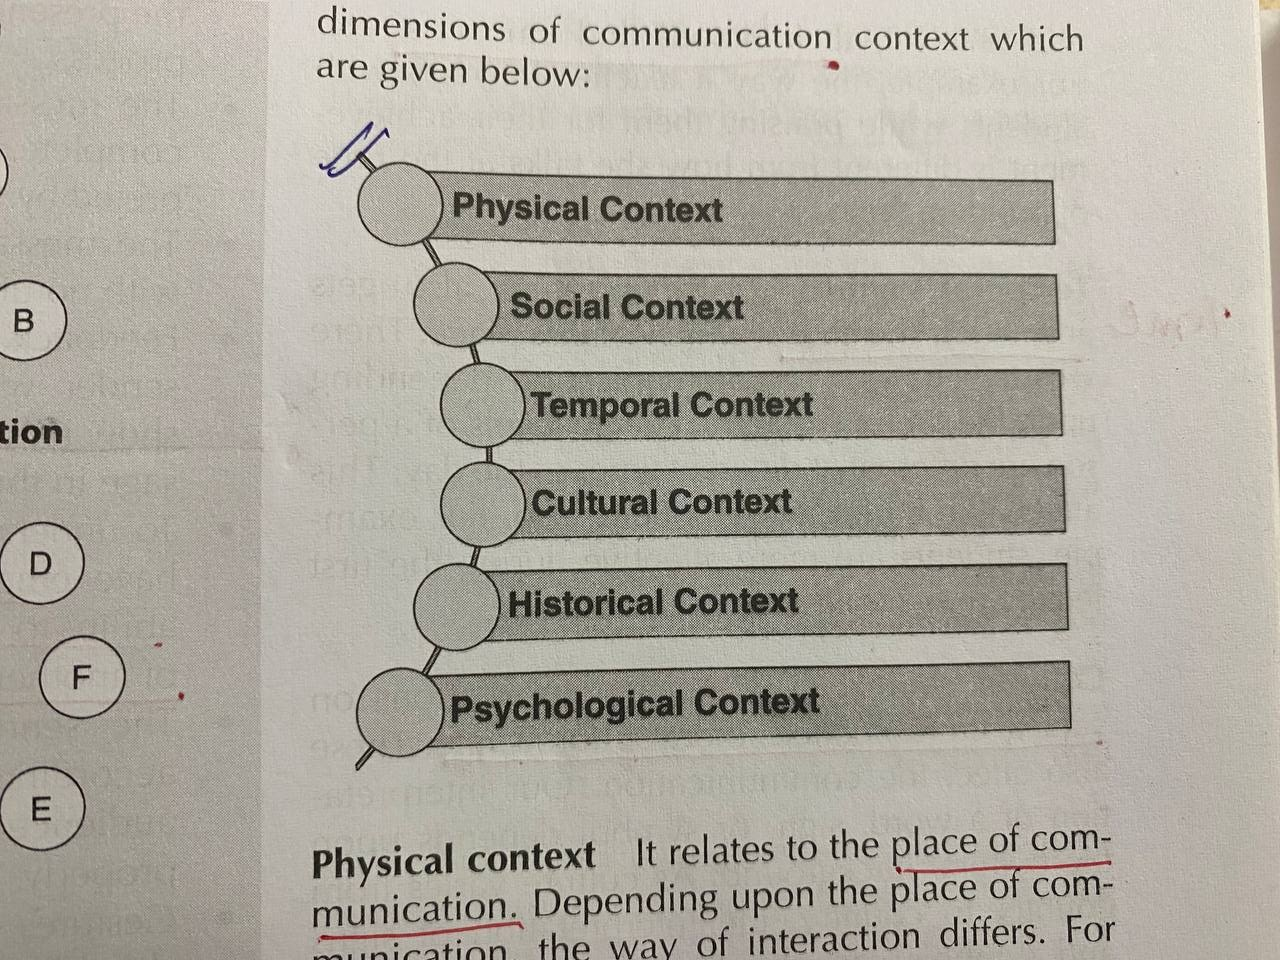 dimensions of communication context which
are given below:
Physical Context
Social Context
Temporal Context
Cultural Context
Historical Context
Psychological Context
B
tion
D
F
E
Physical context It relates to the place of com-
munication. Depending upon the place of com-
munication, the way of interaction differs. For